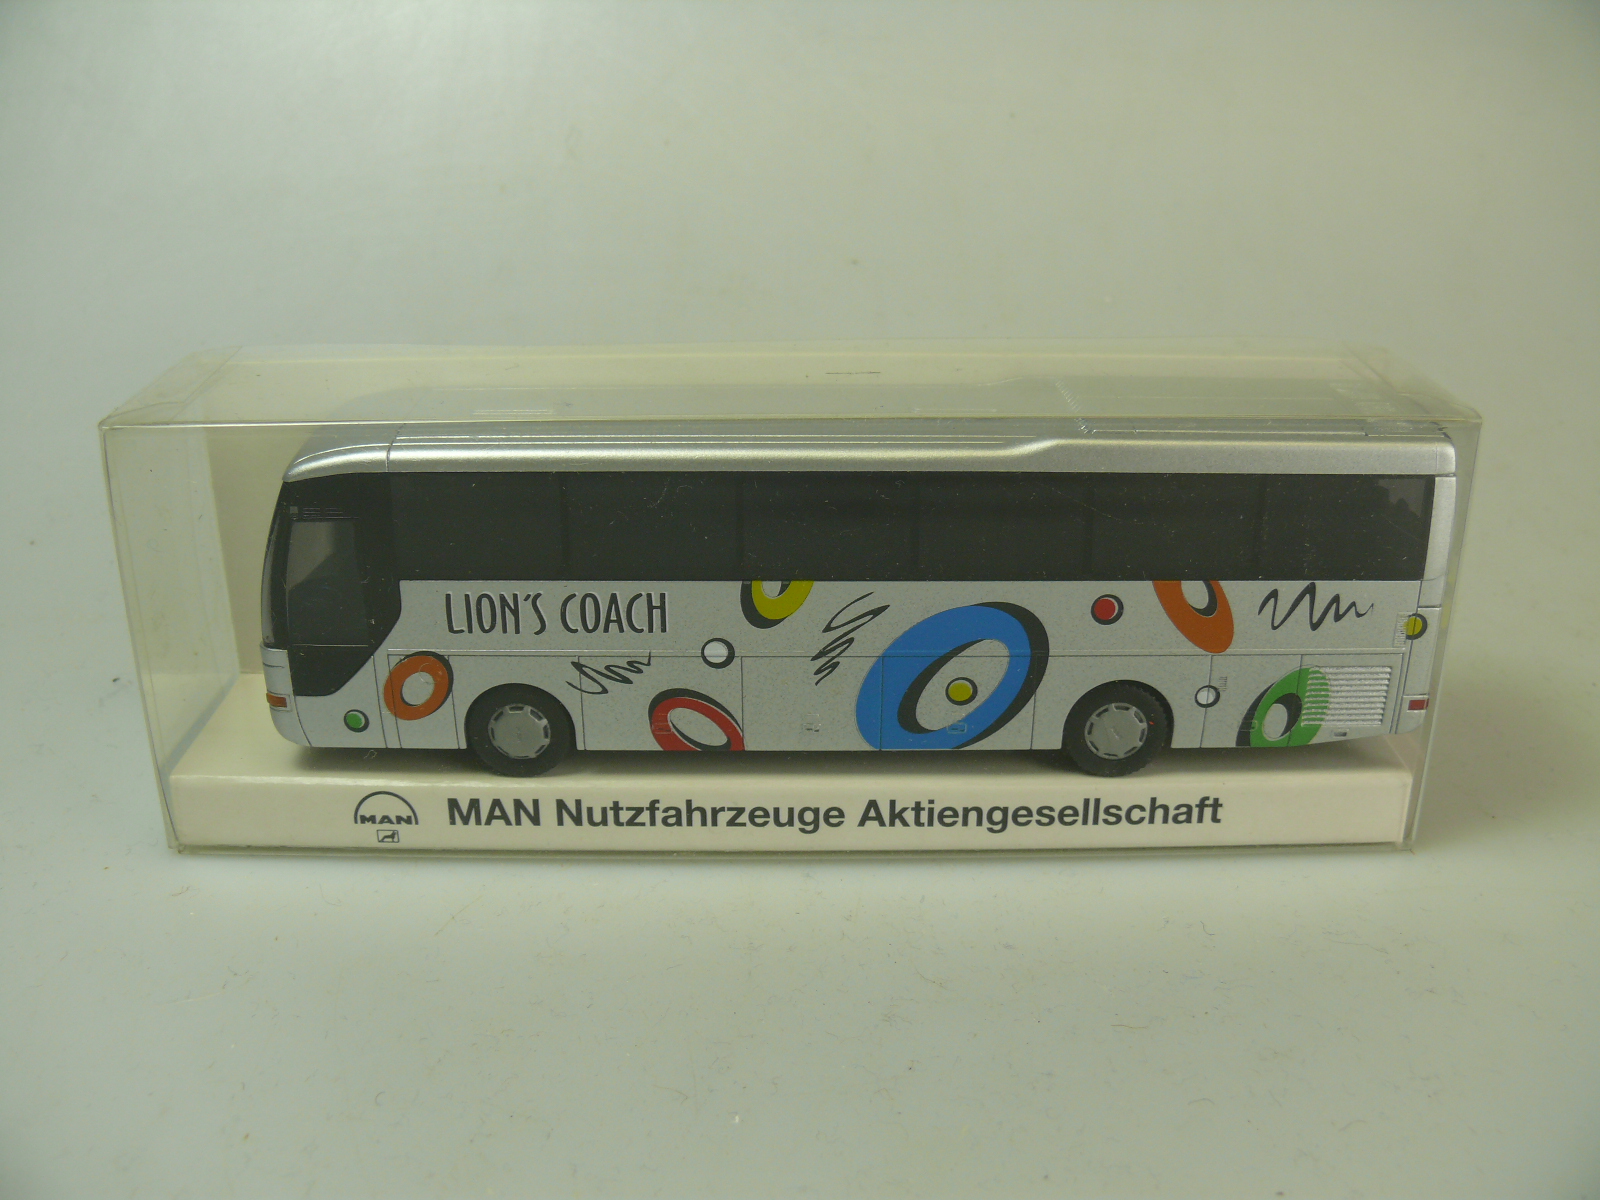 LION'S COACH
MAN
MAN Nutzfahrzeuge Aktiengesellschaft